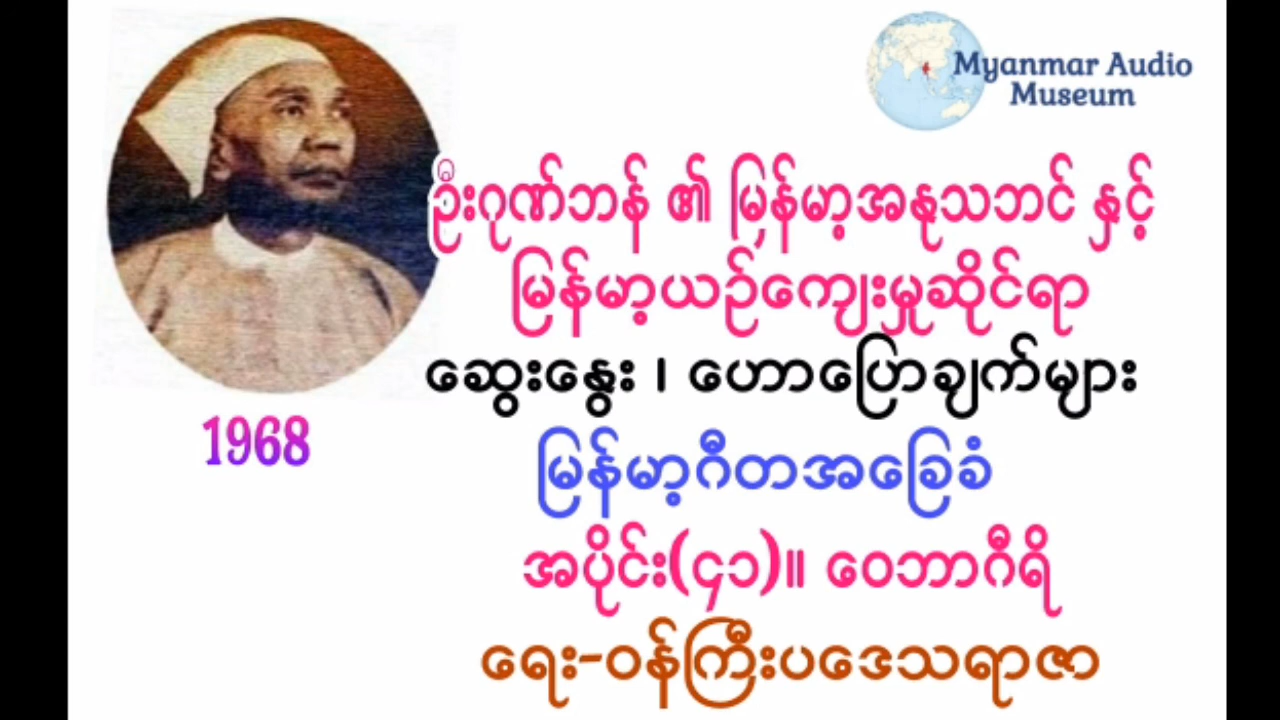 Myanmar Audio
Museum
ဦးဂုဏ်ဘန် ၏ မြန်မာ့အနုသဘင် နှင့်
မြန်မာ့ယဉ်ကျေးမှုဆိုင်ရာ
ဆွေးနွေး ၊ ဟောပြောချက်များ
1968
မြန်မာ့ဂီတအခြေခံ
အပိုင်း(၄၁)။ ဝေဘာဂီရိ
ရေး-ဝန်ကြီးပဒေသရာဇာ